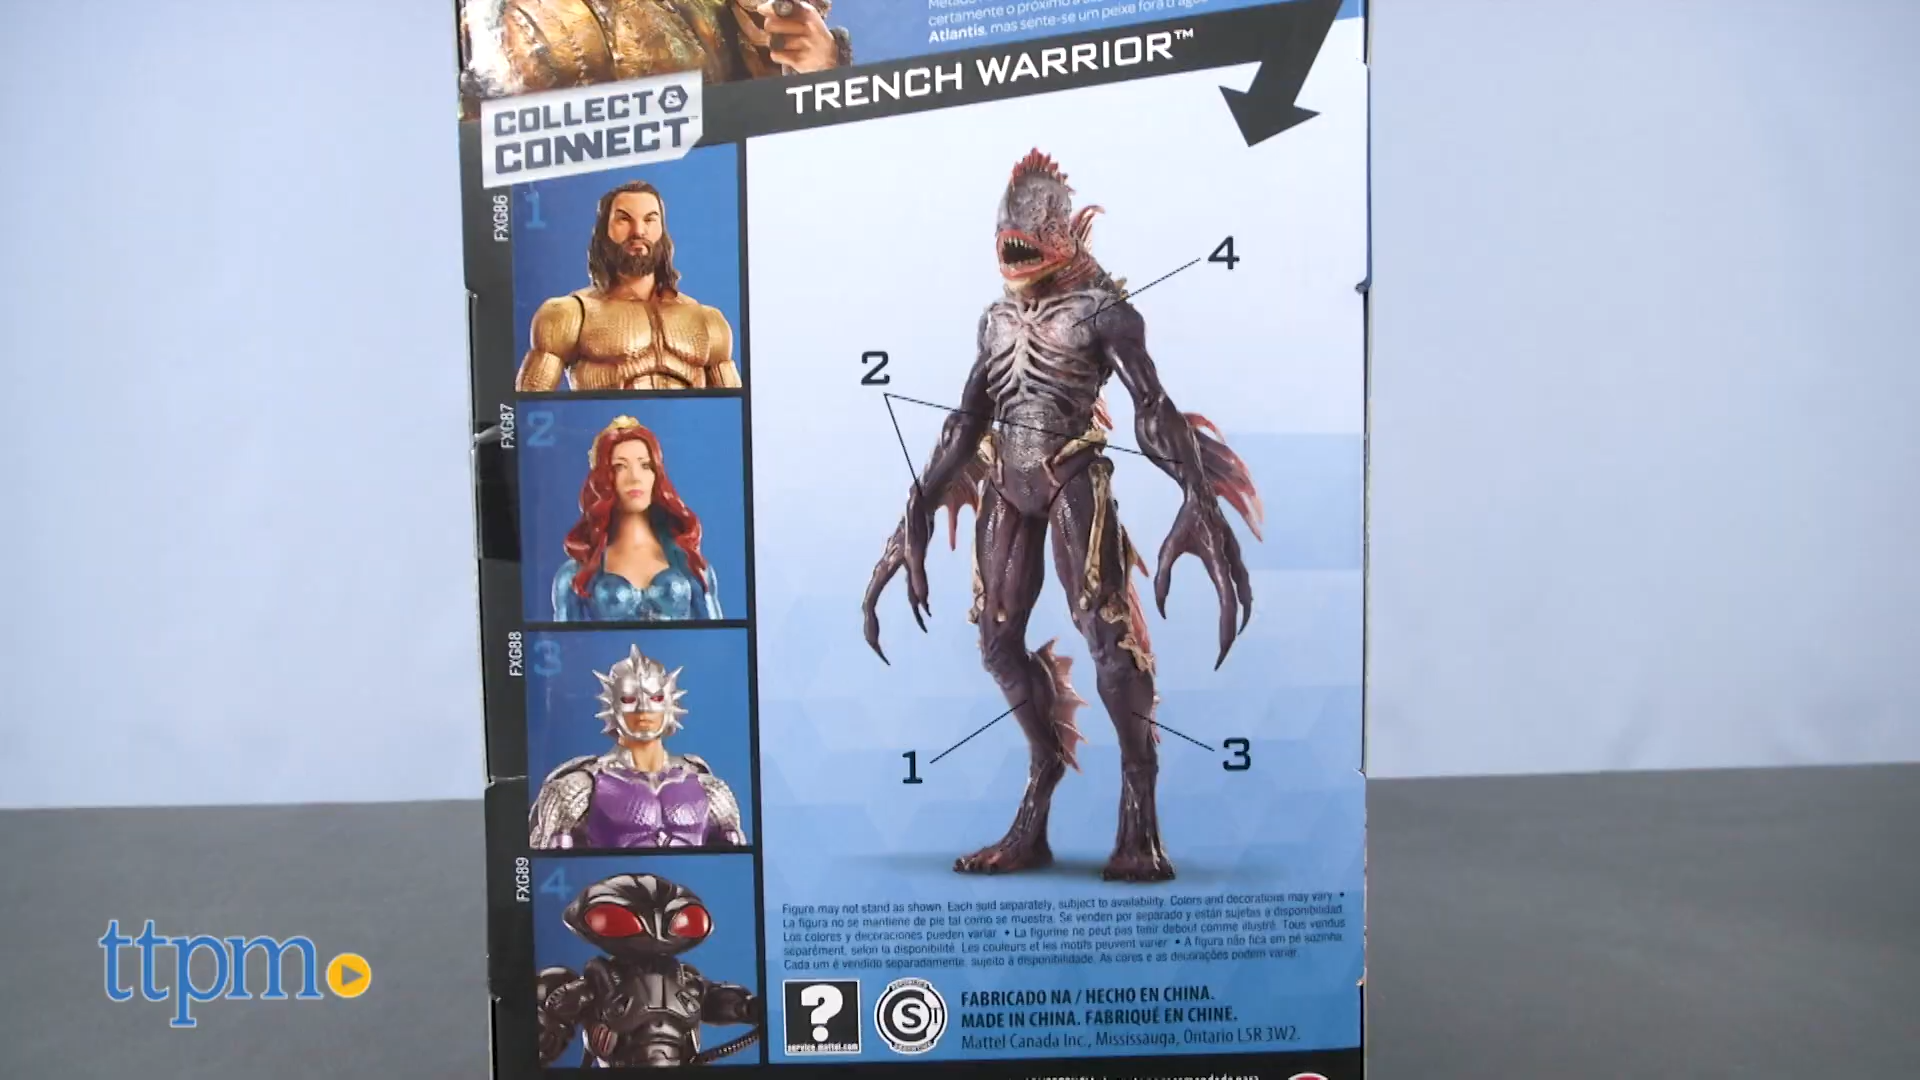 certamente o próximo a
Atlantis, mas sente-se um peixe fora d'
TRENCH WARRIOR™
COLLECT &
CONNECT™
FXG86
1
FXG87
2
FXG88
3
FXG89
4
4
2
1
3
Figure may not stand as shown. Each sold separately, subject to availability. Colors and decorations may vary. •
La figura no se mantiene de pie tal como se muestra. Se venden por separado y están sujetas a disponibilidad.
Los colores y decoraciones pueden variar. • La figurine ne peut pas tenir debout comme illustré. Tous vendus
séparément, selon la disponibilité. Les couleurs et les motifs peuvent varier. • A figura não fica em pé sozinha.
Cada um é vendido separadamente, sujeito à disponibilidade. As cores e as decorações podem variar.
?
service.mattel.com
S
FABRICADO NA / HECHO EN CHINA.
MADE IN CHINA. FABRIQUÉ EN CHINE.
Mattel Canada Inc., Mississauga, Ontario L5R 3W2.
ttpm